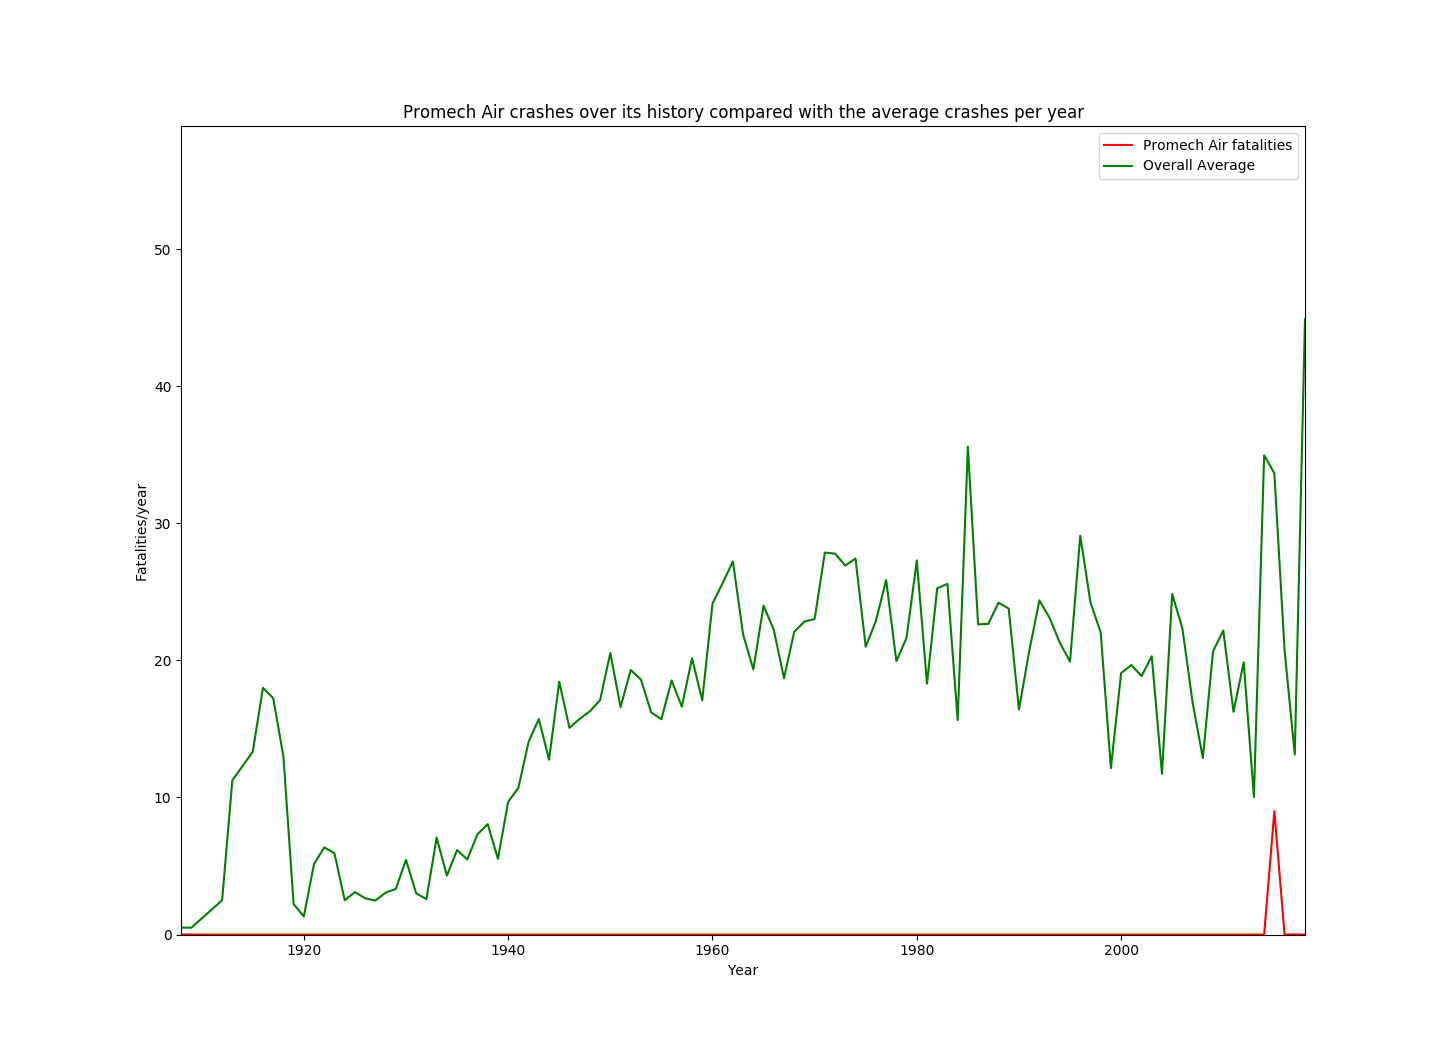 Promech Air crashes over its history compared with the average crashes per year
Promech Air fatalities
Overall Average
50
40
30
20
10
0
Fatalities/year
1920 1940 1960 1980 2000
Year